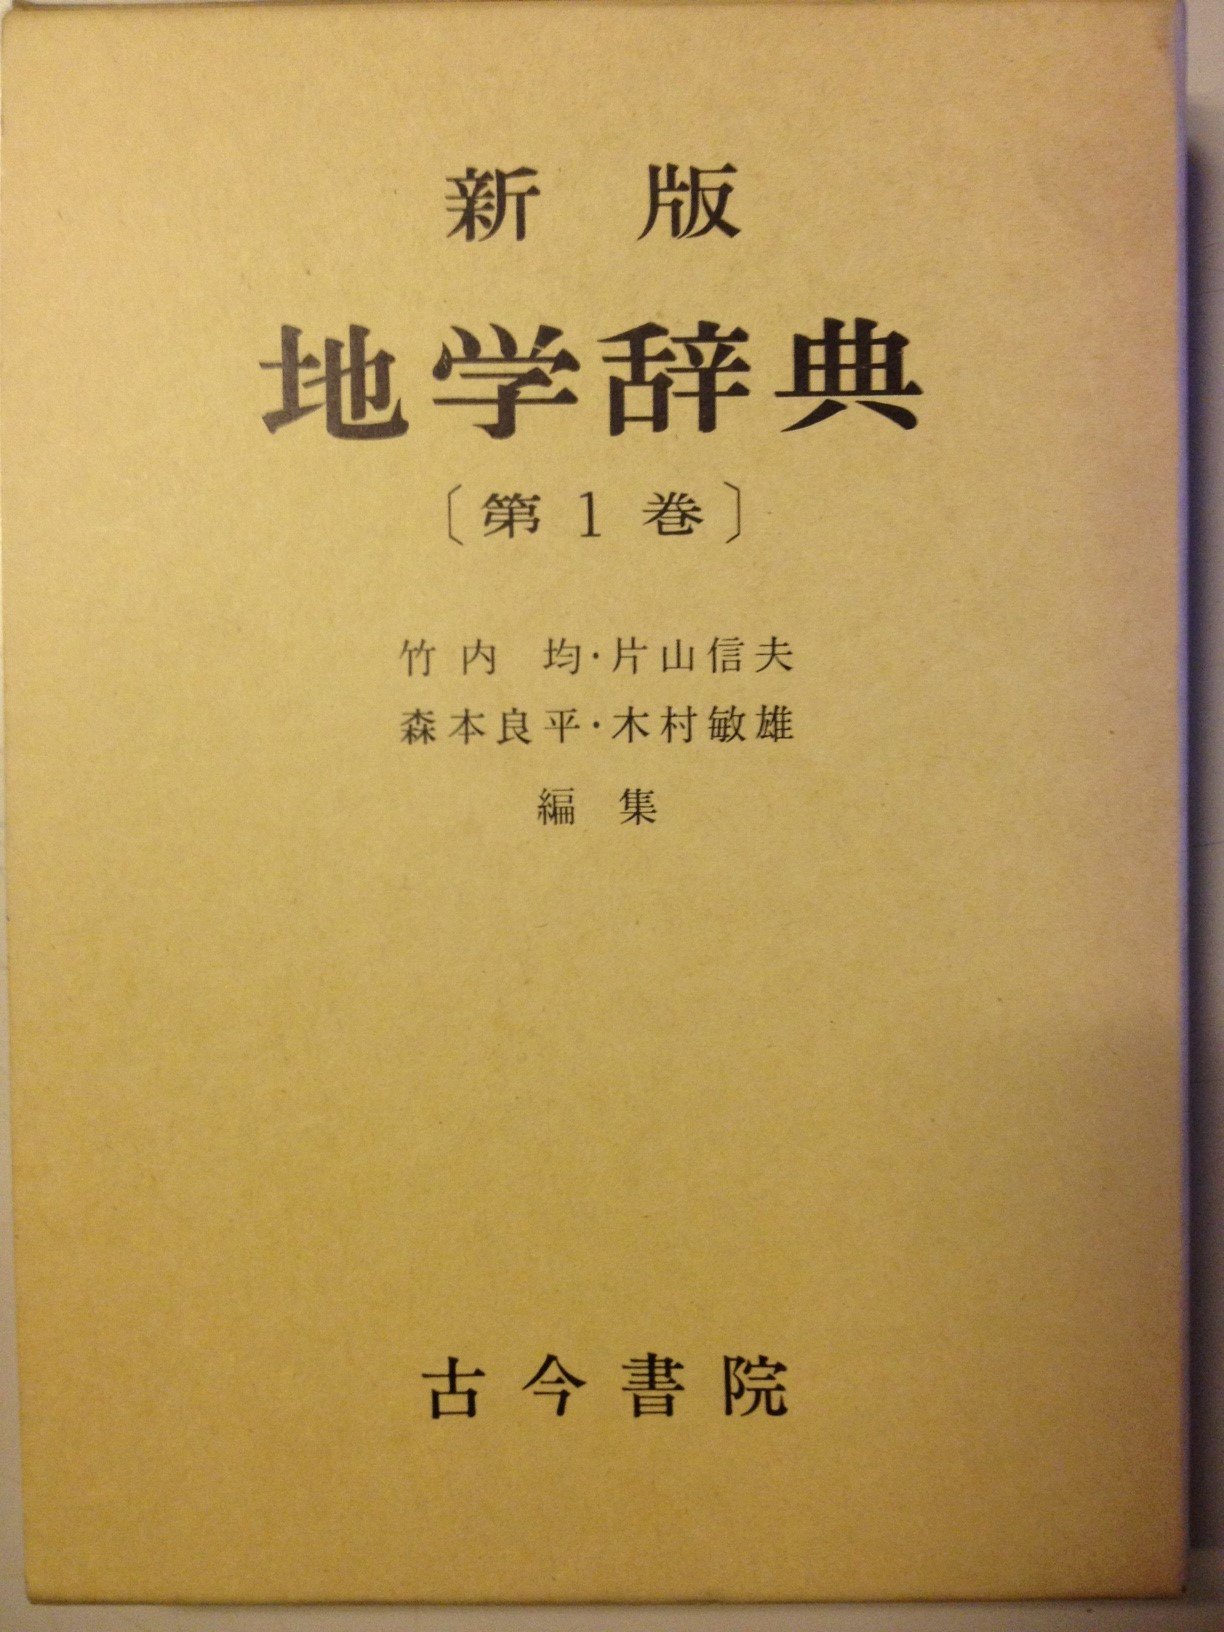 新 版
地学辞典
〔第 1 巻〕
竹内 均・片山信夫
森本良平・木村敏雄
編 集
古今書院